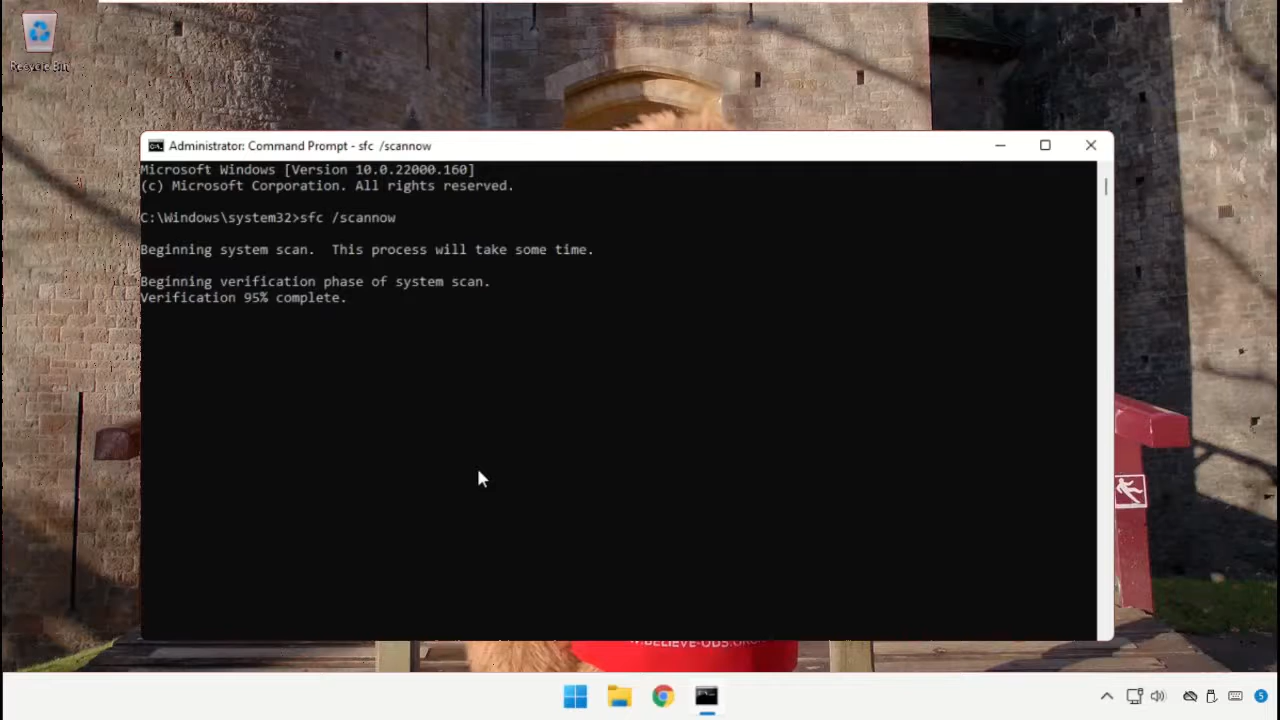 Recycle Bin
Administrator: Command Prompt - sfc /scannow
Microsoft Windows [Version 10.0.22000.160]
(c) Microsoft Corporation. All rights reserved.
C:\Windows\system32>sfc /scannow
Beginning system scan.  This process will take some time.
Beginning verification phase of system scan.
Verification 95% complete.
5